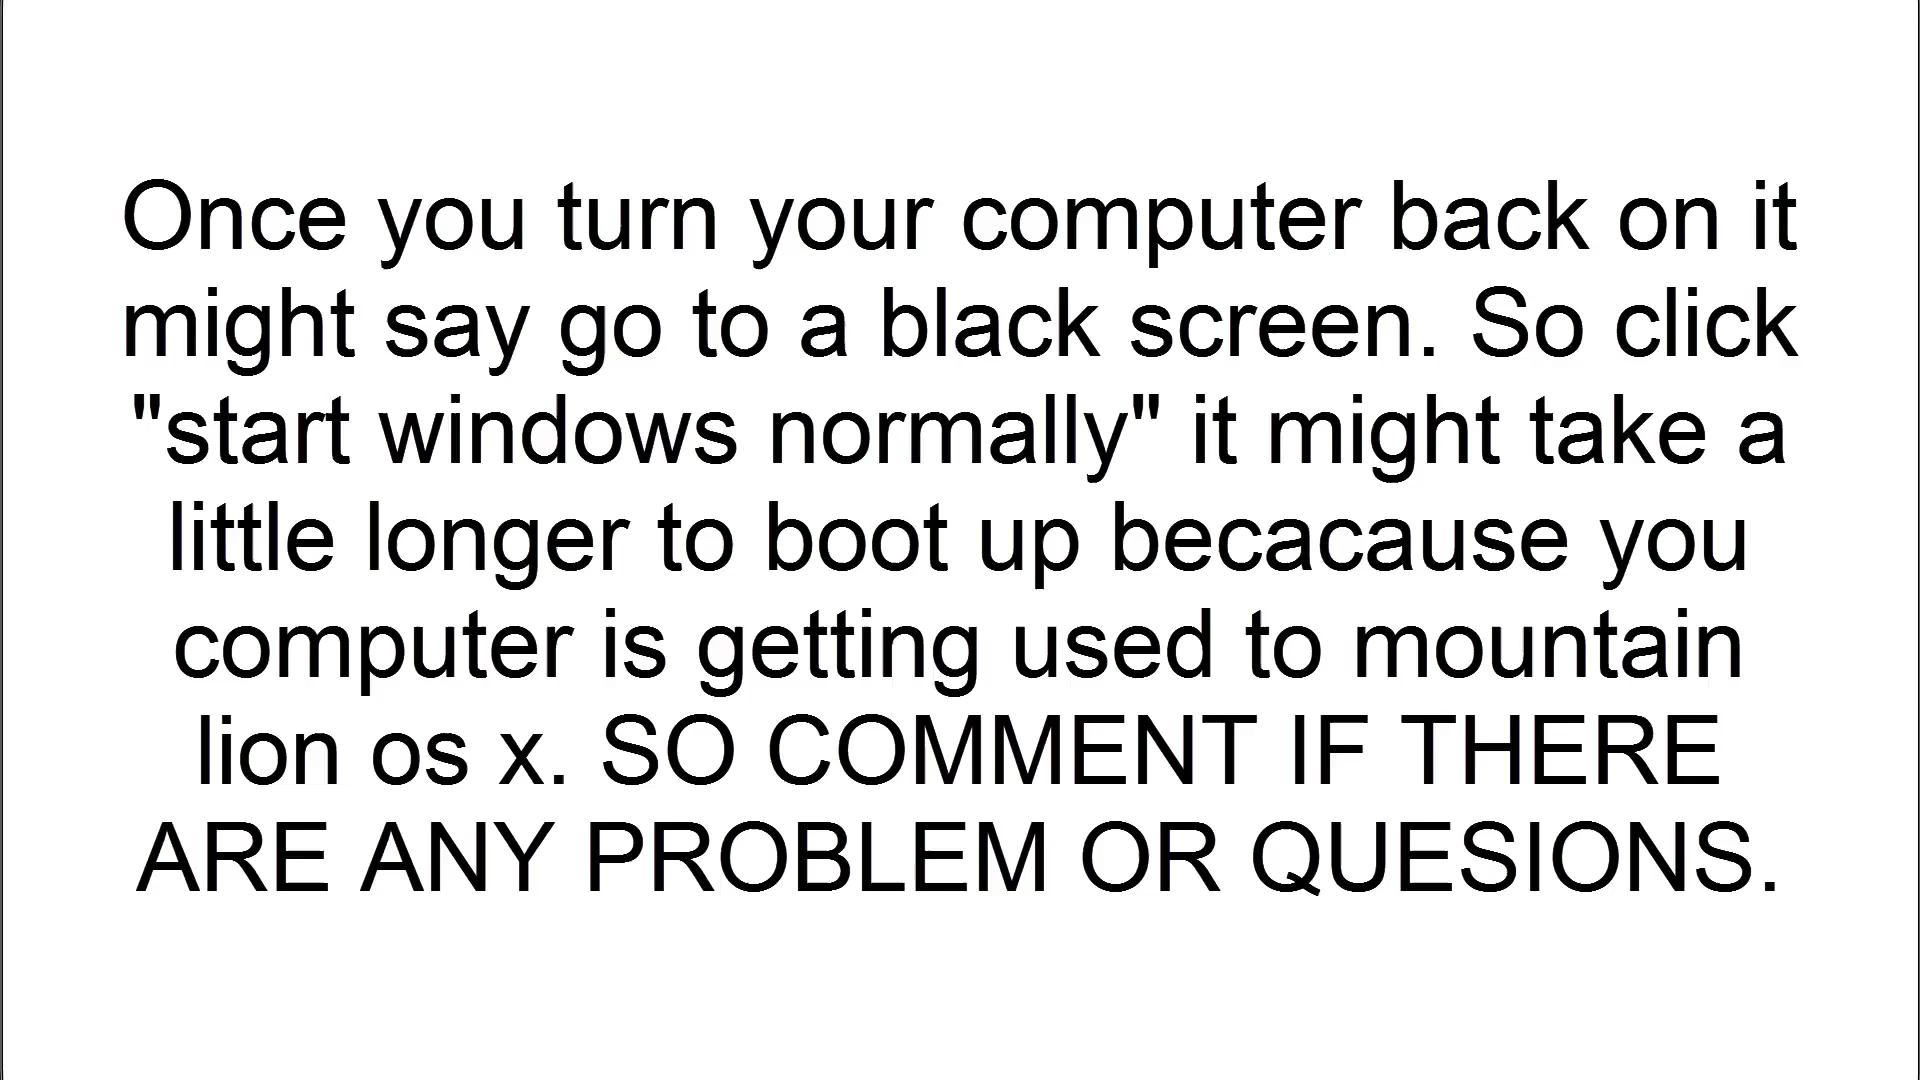 Once you turn your computer back on it
might say go to a black screen. So click
"start windows normally" it might take a
little longer to boot up becacause you
computer is getting used to mountain
lion os x. SO COMMENT IF THERE
ARE ANY PROBLEM OR QUESIONS.